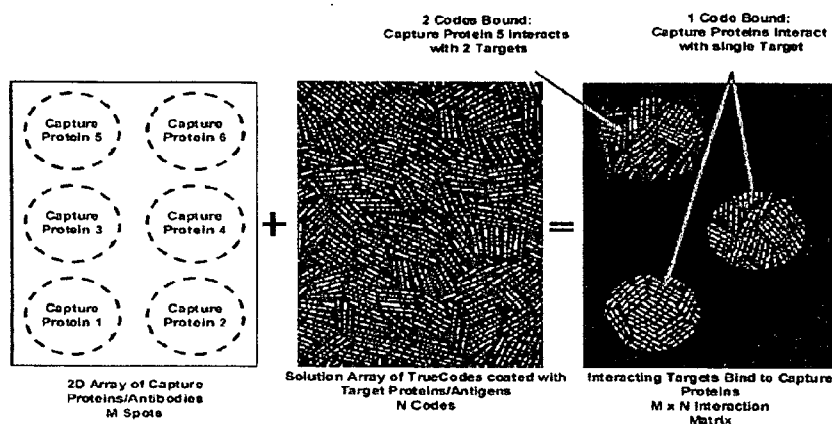 2 Codes Bound:
Capture Protein 5 Interacts
with 2 Targets
1 Code Bound:
Capture Proteins Interact
with single Target
Capture
Protein 5
Capture
Protein 6
Capture
Protein 3
Capture
Protein 4
Capture
Protein 1
Capture
Protein 2
+
=
2D Array of Capture
Proteins/Antibodies
M Spots
Solution Array of TrueCodes coated with
Target Proteins/Antigens
N Codes
Interacting Targets Bind to Capture
Proteins
M x N Interaction
Matrix